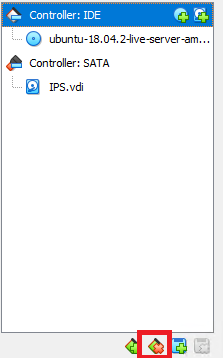 Controller: IDE
ubuntu-18.04.2-live-server-am...
Controller: SATA
IPS.vdi